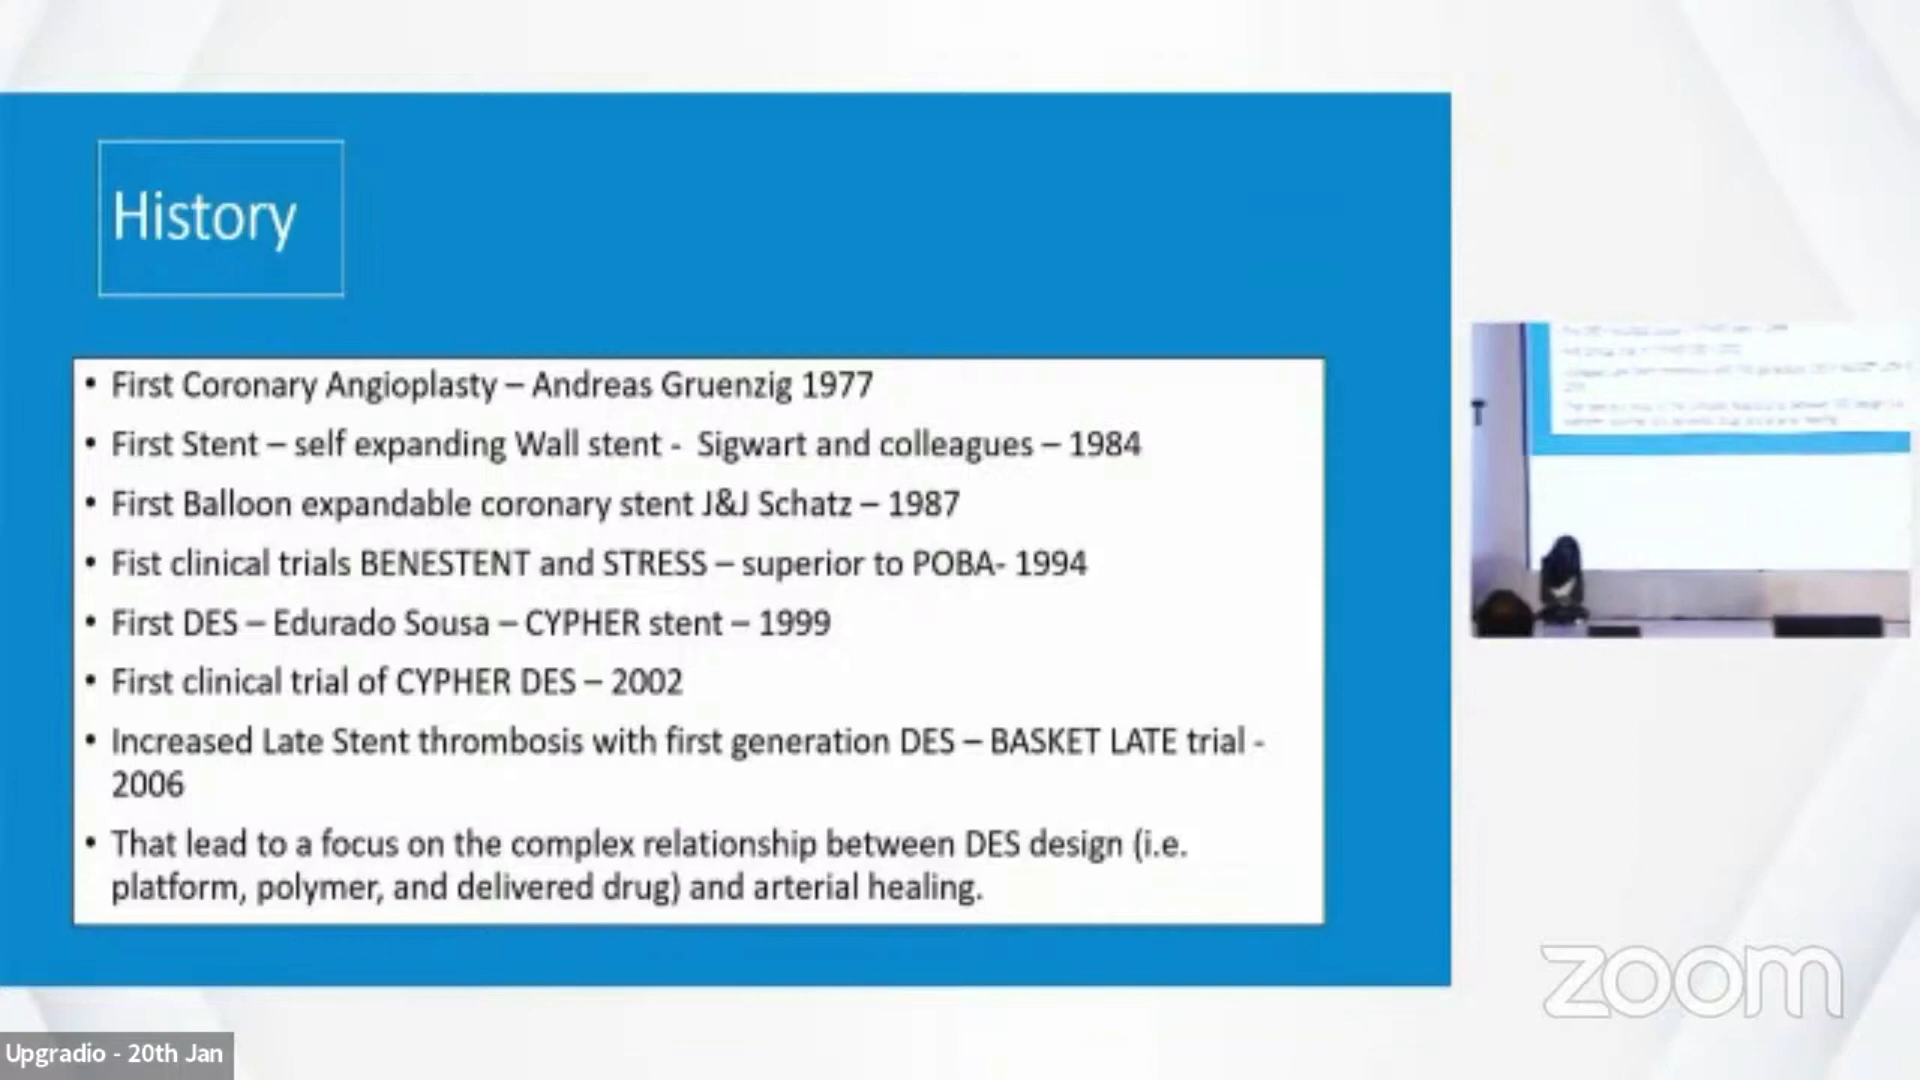 History
• First Coronary Angioplasty – Andreas Gruenzig 1977
• First Stent – self expanding Wall stent - Sigwart and colleagues – 1984
• First Balloon expandable coronary stent J&J Schatz – 1987
• Fist clinical trials BENESTENT and STRESS – superior to POBA- 1994
• First DES – Edurado Sousa – CYPHER stent – 1999
• First clinical trial of CYPHER DES – 2002
• Increased Late Stent thrombosis with first generation DES – BASKET LATE trial -
2006
• That lead to a focus on the complex relationship between DES design (i.e.
platform, polymer, and delivered drug) and arterial healing.
zoom
Upgradio - 20th Jan